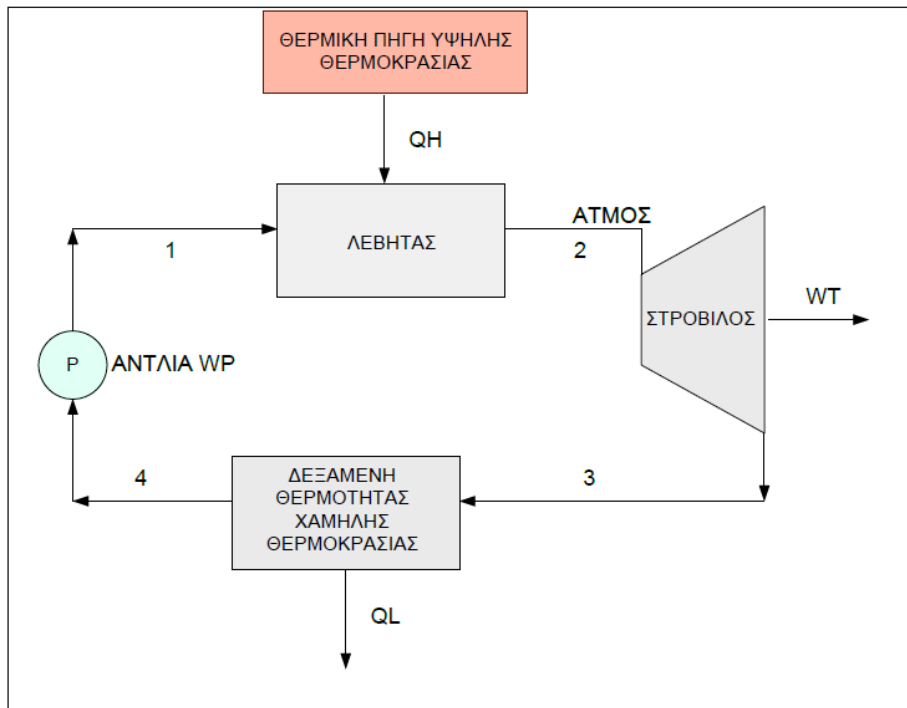 ΘΕΡΜΙΚΗ ΠΗΓΗ ΥΨΗΛΗΣ
ΘΕΡΜΟΚΡΑΣΙΑΣ
QH
ΑΤΜΟΣ
1
ΛΕΒΗΤΑΣ
2
WT
ΣΤΡΟΒΙΛΟΣ
P
ΑΝΤΛΙΑ WP
4
ΔΕΞΑΜΕΝΗ
ΘΕΡΜΟΤΗΤΑΣ
ΧΑΜΗΛΗΣ
ΘΕΡΜΟΚΡΑΣΙΑΣ
3
QL